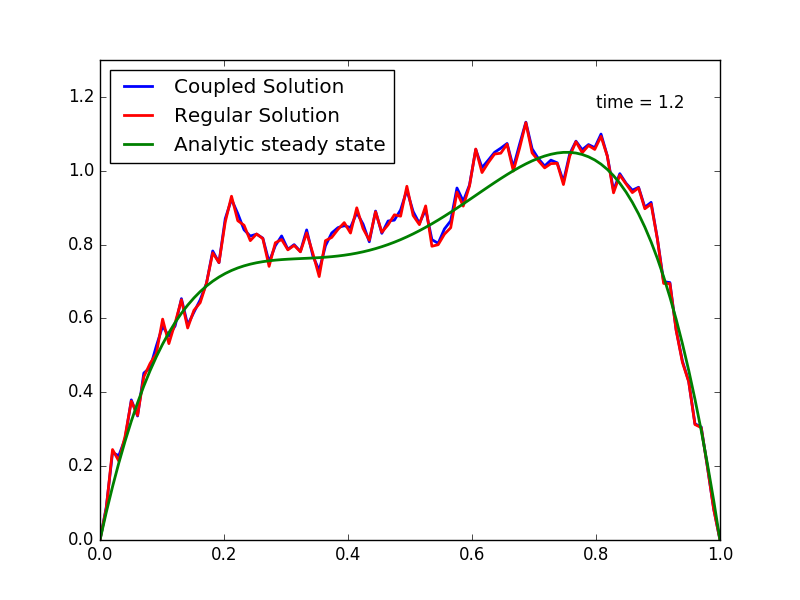 Coupled Solution
Regular Solution
Analytic steady state
time = 1.2
1.2
1.0
0.8
0.6
0.4
0.2
0.0
0.0 0.2 0.4 0.6 0.8 1.0